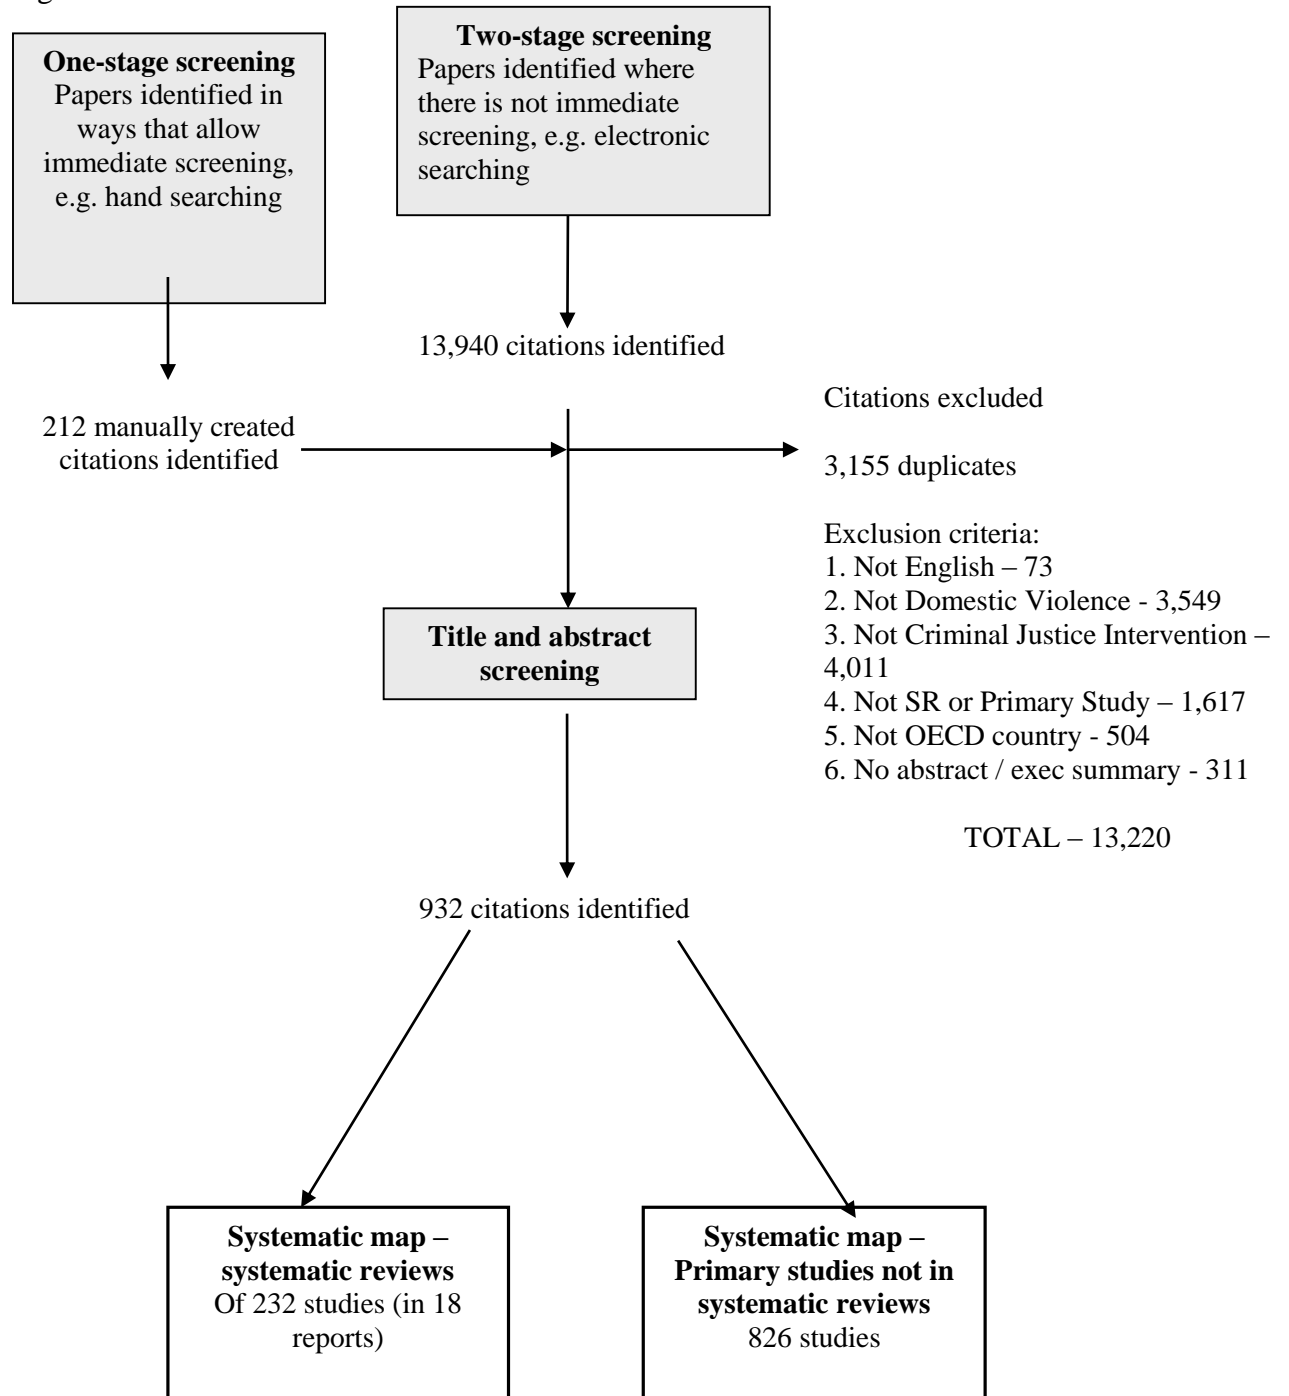 One-stage screening
Papers identified in
ways that allow
immediate screening,
e.g. hand searching
Two-stage screening
Papers identified where
there is not immediate
screening, e.g. electronic
searching
13,940 citations identified
212 manually created
citations identified
Citations excluded
3,155 duplicates
Exclusion criteria:
1. Not English – 73
2. Not Domestic Violence - 3,549
3. Not Criminal Justice Intervention –
4,011
4. Not SR or Primary Study – 1,617
5. Not OECD country - 504
6. No abstract / exec summary - 311
TOTAL – 13,220
Title and abstract
screening
932 citations identified
Systematic map –
systematic reviews
Of 232 studies (in 18
reports)
Systematic map –
Primary studies not in
systematic reviews
826 studies